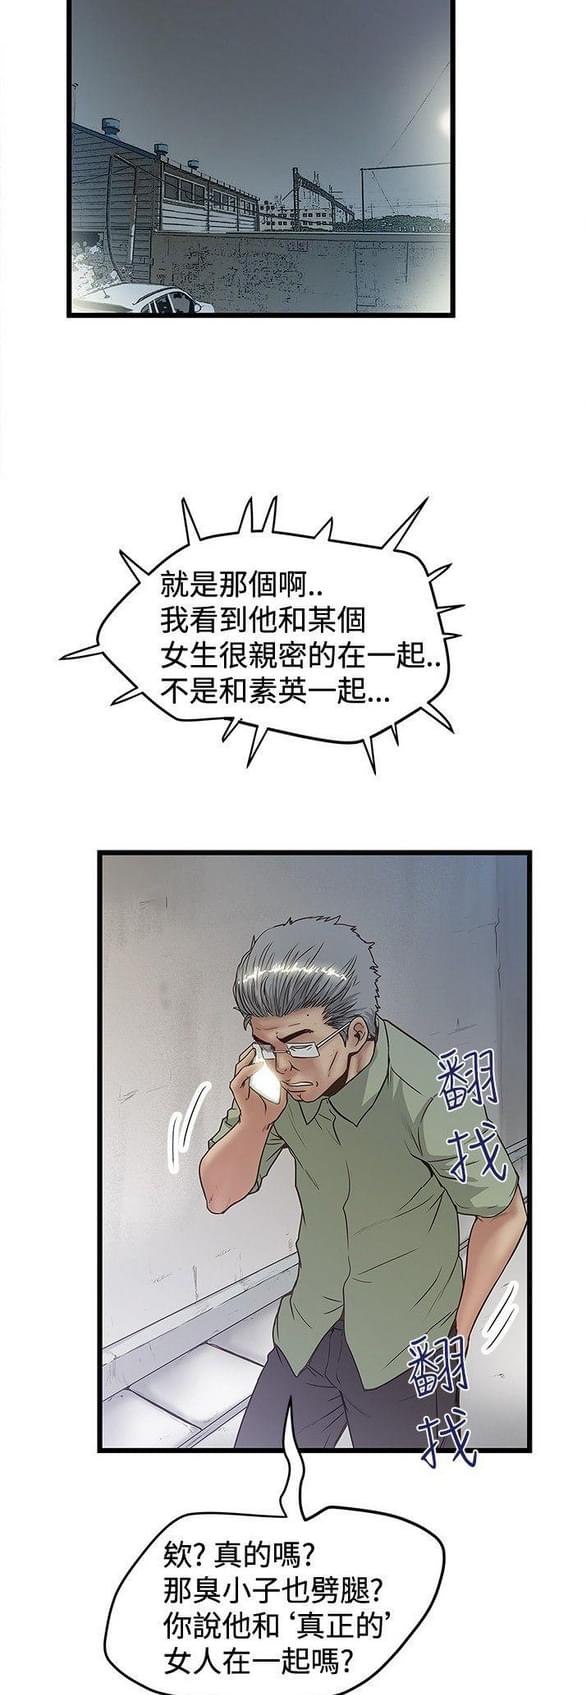 就是那個啊..
我看到他和某個
女生很親密的在一起..
不是和素英一起...
翻找
翻找
欸? 真的嗎?
那臭小子也劈腿?
你說他和 ‘真正的’
女人在一起嗎?